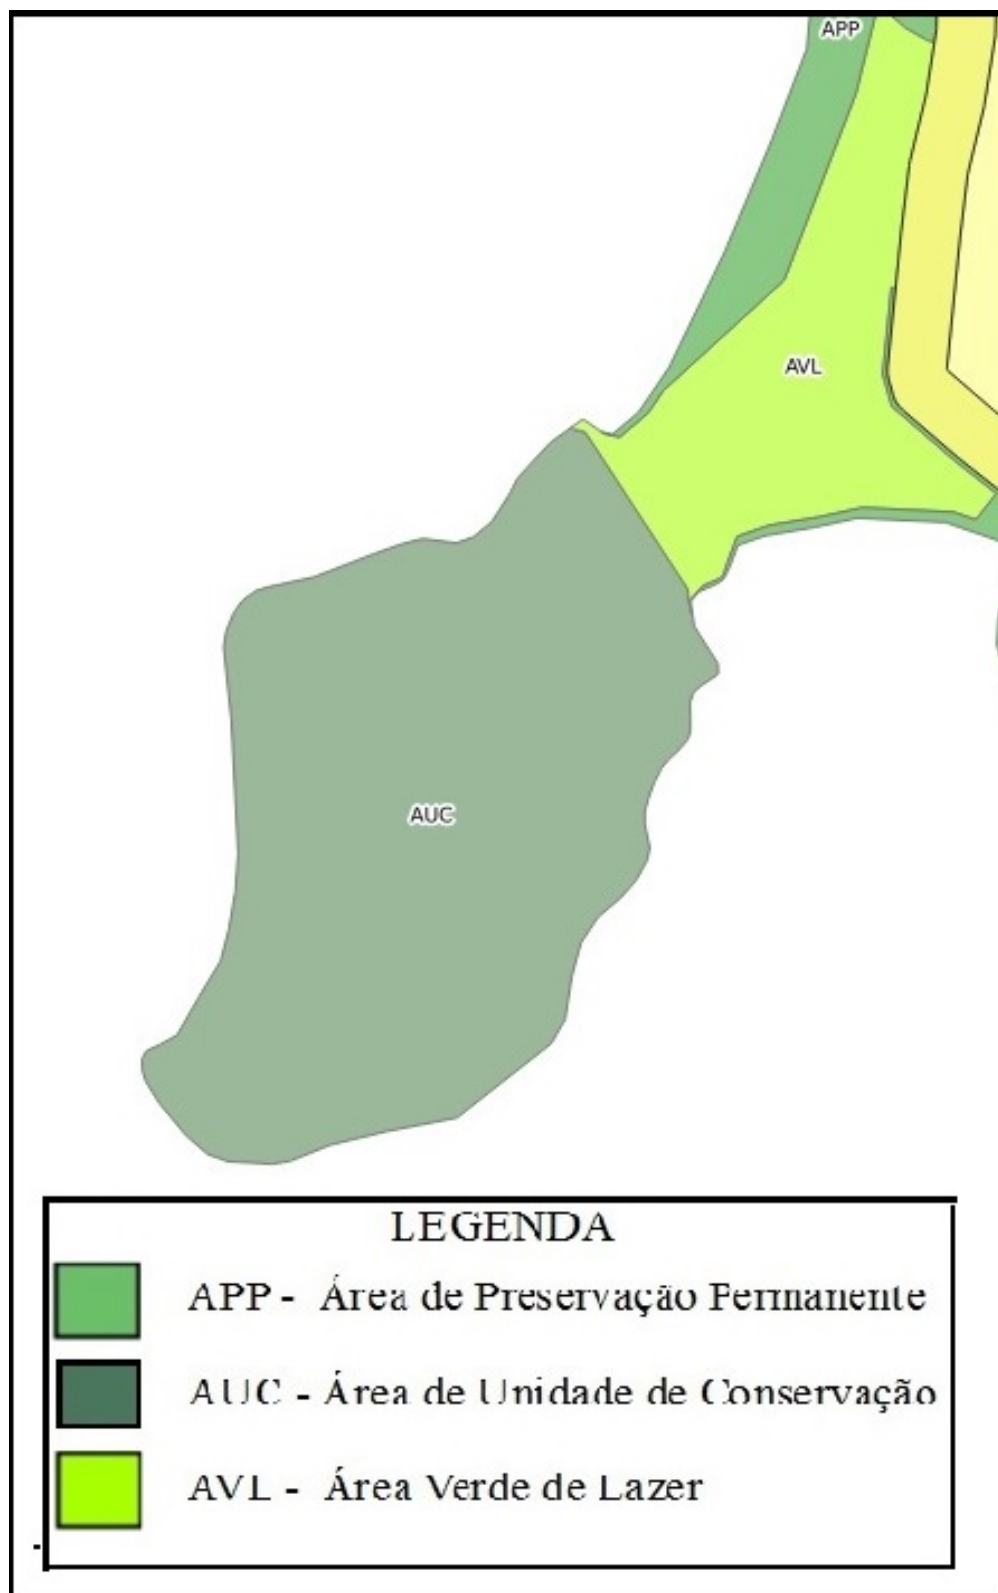 APP
AVL
AUC
LEGENDA
APP - Área de Preservação Permanente
AUC - Área de Unidade de Conservação
AVL - Área Verde de Lazer